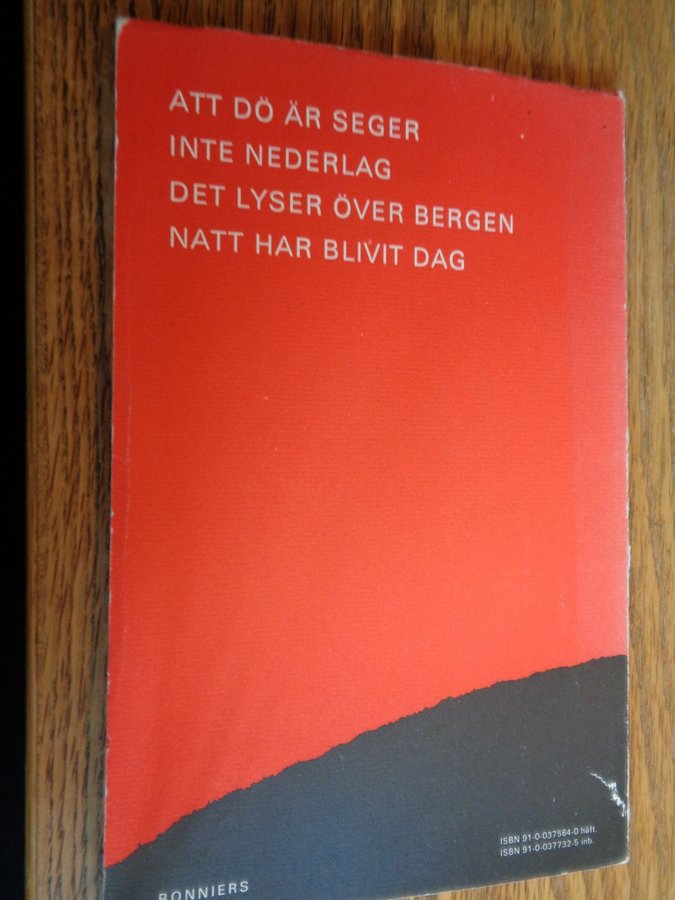 ATT DÖ ÄR SEGER
INTE NEDERLAG
DET LYSER ÖVER BERGEN
NATT HAR BLIVIT DAG
ISBN 91-0-037564-0 häft.
ISBN 91-0-037732-5 inb.
BONNIERS